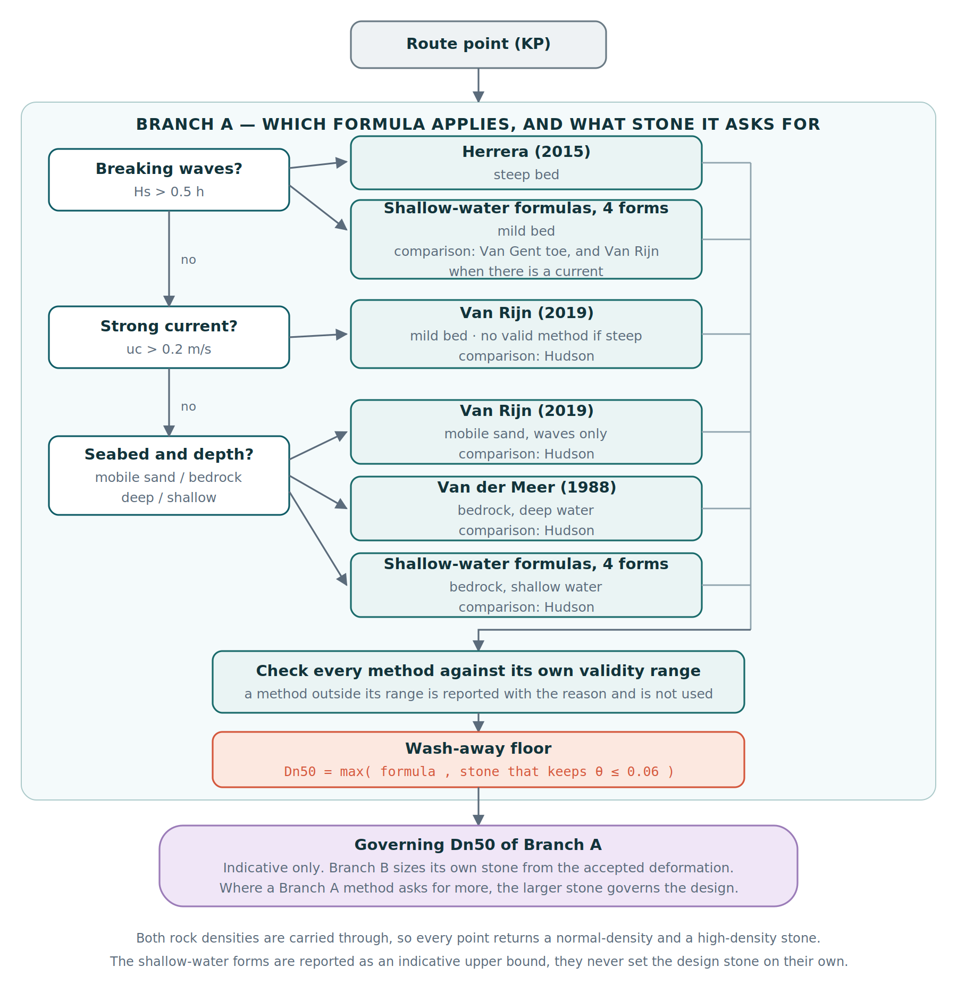 Route point (KP)
BRANCH A — WHICH FORMULA APPLIES, AND WHAT STONE IT ASKS FOR
Breaking waves?
Hs > 0.5 h
Herrera (2015)
steep bed
Shallow-water formulas, 4 forms
mild bed
comparison: Van Gent toe, and Van Rijn
when there is a current
no
Strong current?
uc > 0.2 m/s
Van Rijn (2019)
mild bed · no valid method if steep
comparison: Hudson
no
Seabed and depth?
mobile sand / bedrock
deep / shallow
Van Rijn (2019)
mobile sand, waves only
comparison: Hudson
Van der Meer (1988)
bedrock, deep water
comparison: Hudson
Shallow-water formulas, 4 forms
bedrock, shallow water
comparison: Hudson
Check every method against its own validity range
a method outside its range is reported with the reason and is not used
Wash-away floor
Dn50 = max( formula , stone that keeps θ ≤ 0.06 )
Governing Dn50 of Branch A
Indicative only. Branch B sizes its own stone from the accepted deformation.
Where a Branch A method asks for more, the larger stone governs the design.
Both rock densities are carried through, so every point returns a normal-density and a high-density stone.
The shallow-water forms are reported as an indicative upper bound, they never set the design stone on their own.